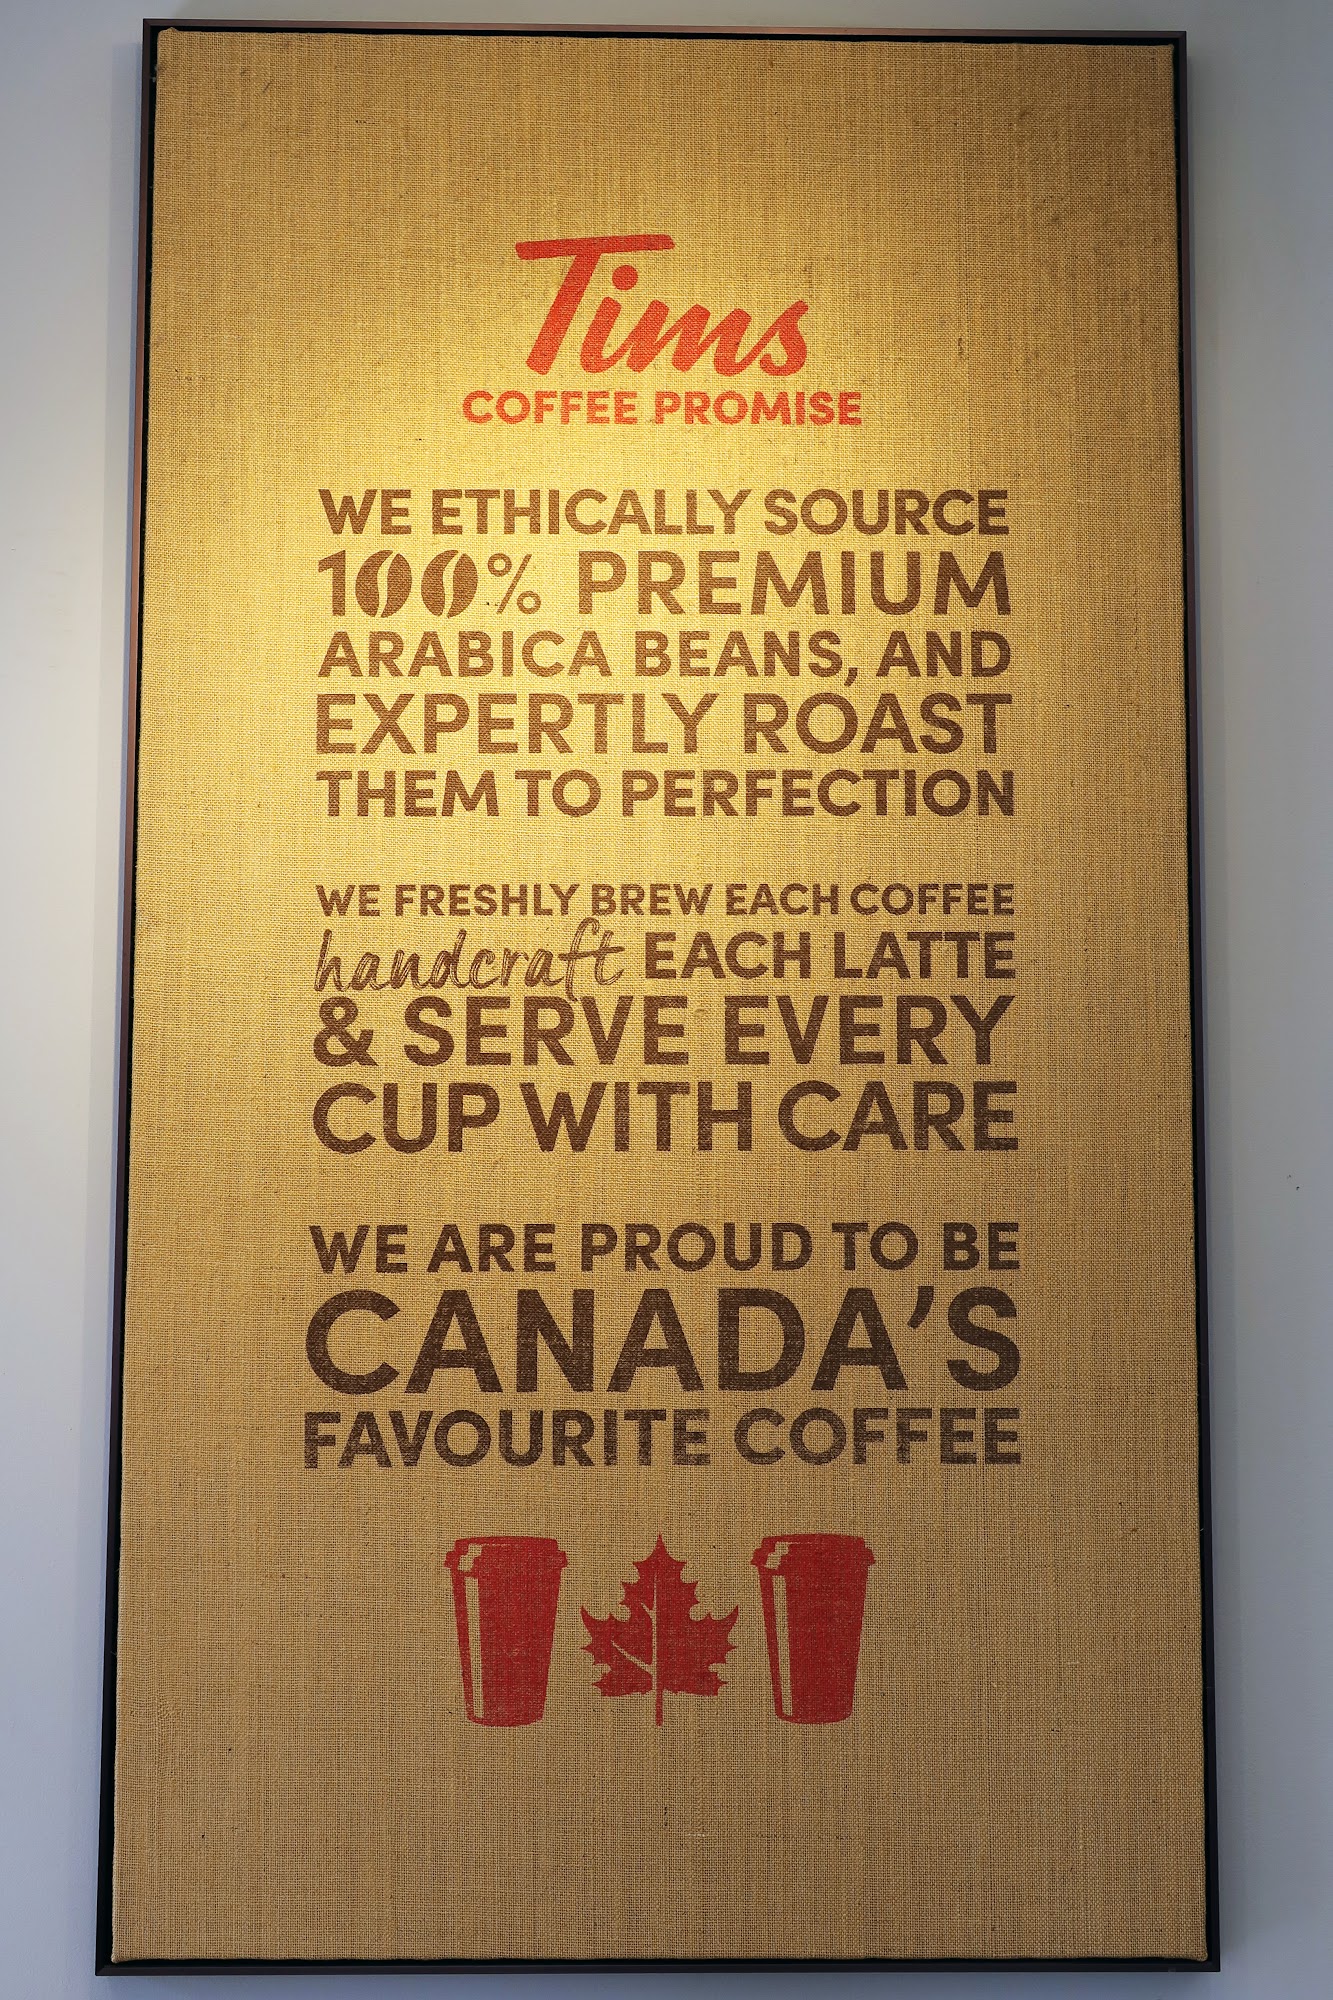 Tims
COFFEE PROMISE
WE ETHICALLY SOURCE
100% PREMIUM
ARABICA BEANS, AND
EXPERTLY ROAST
THEM TO PERFECTION
WE FRESHLY BREW EACH COFFEE
handcraft EACH LATTE
& SERVE EVERY
CUP WITH CARE
WE ARE PROUD TO BE
CANADA'S
FAVOURITE COFFEE